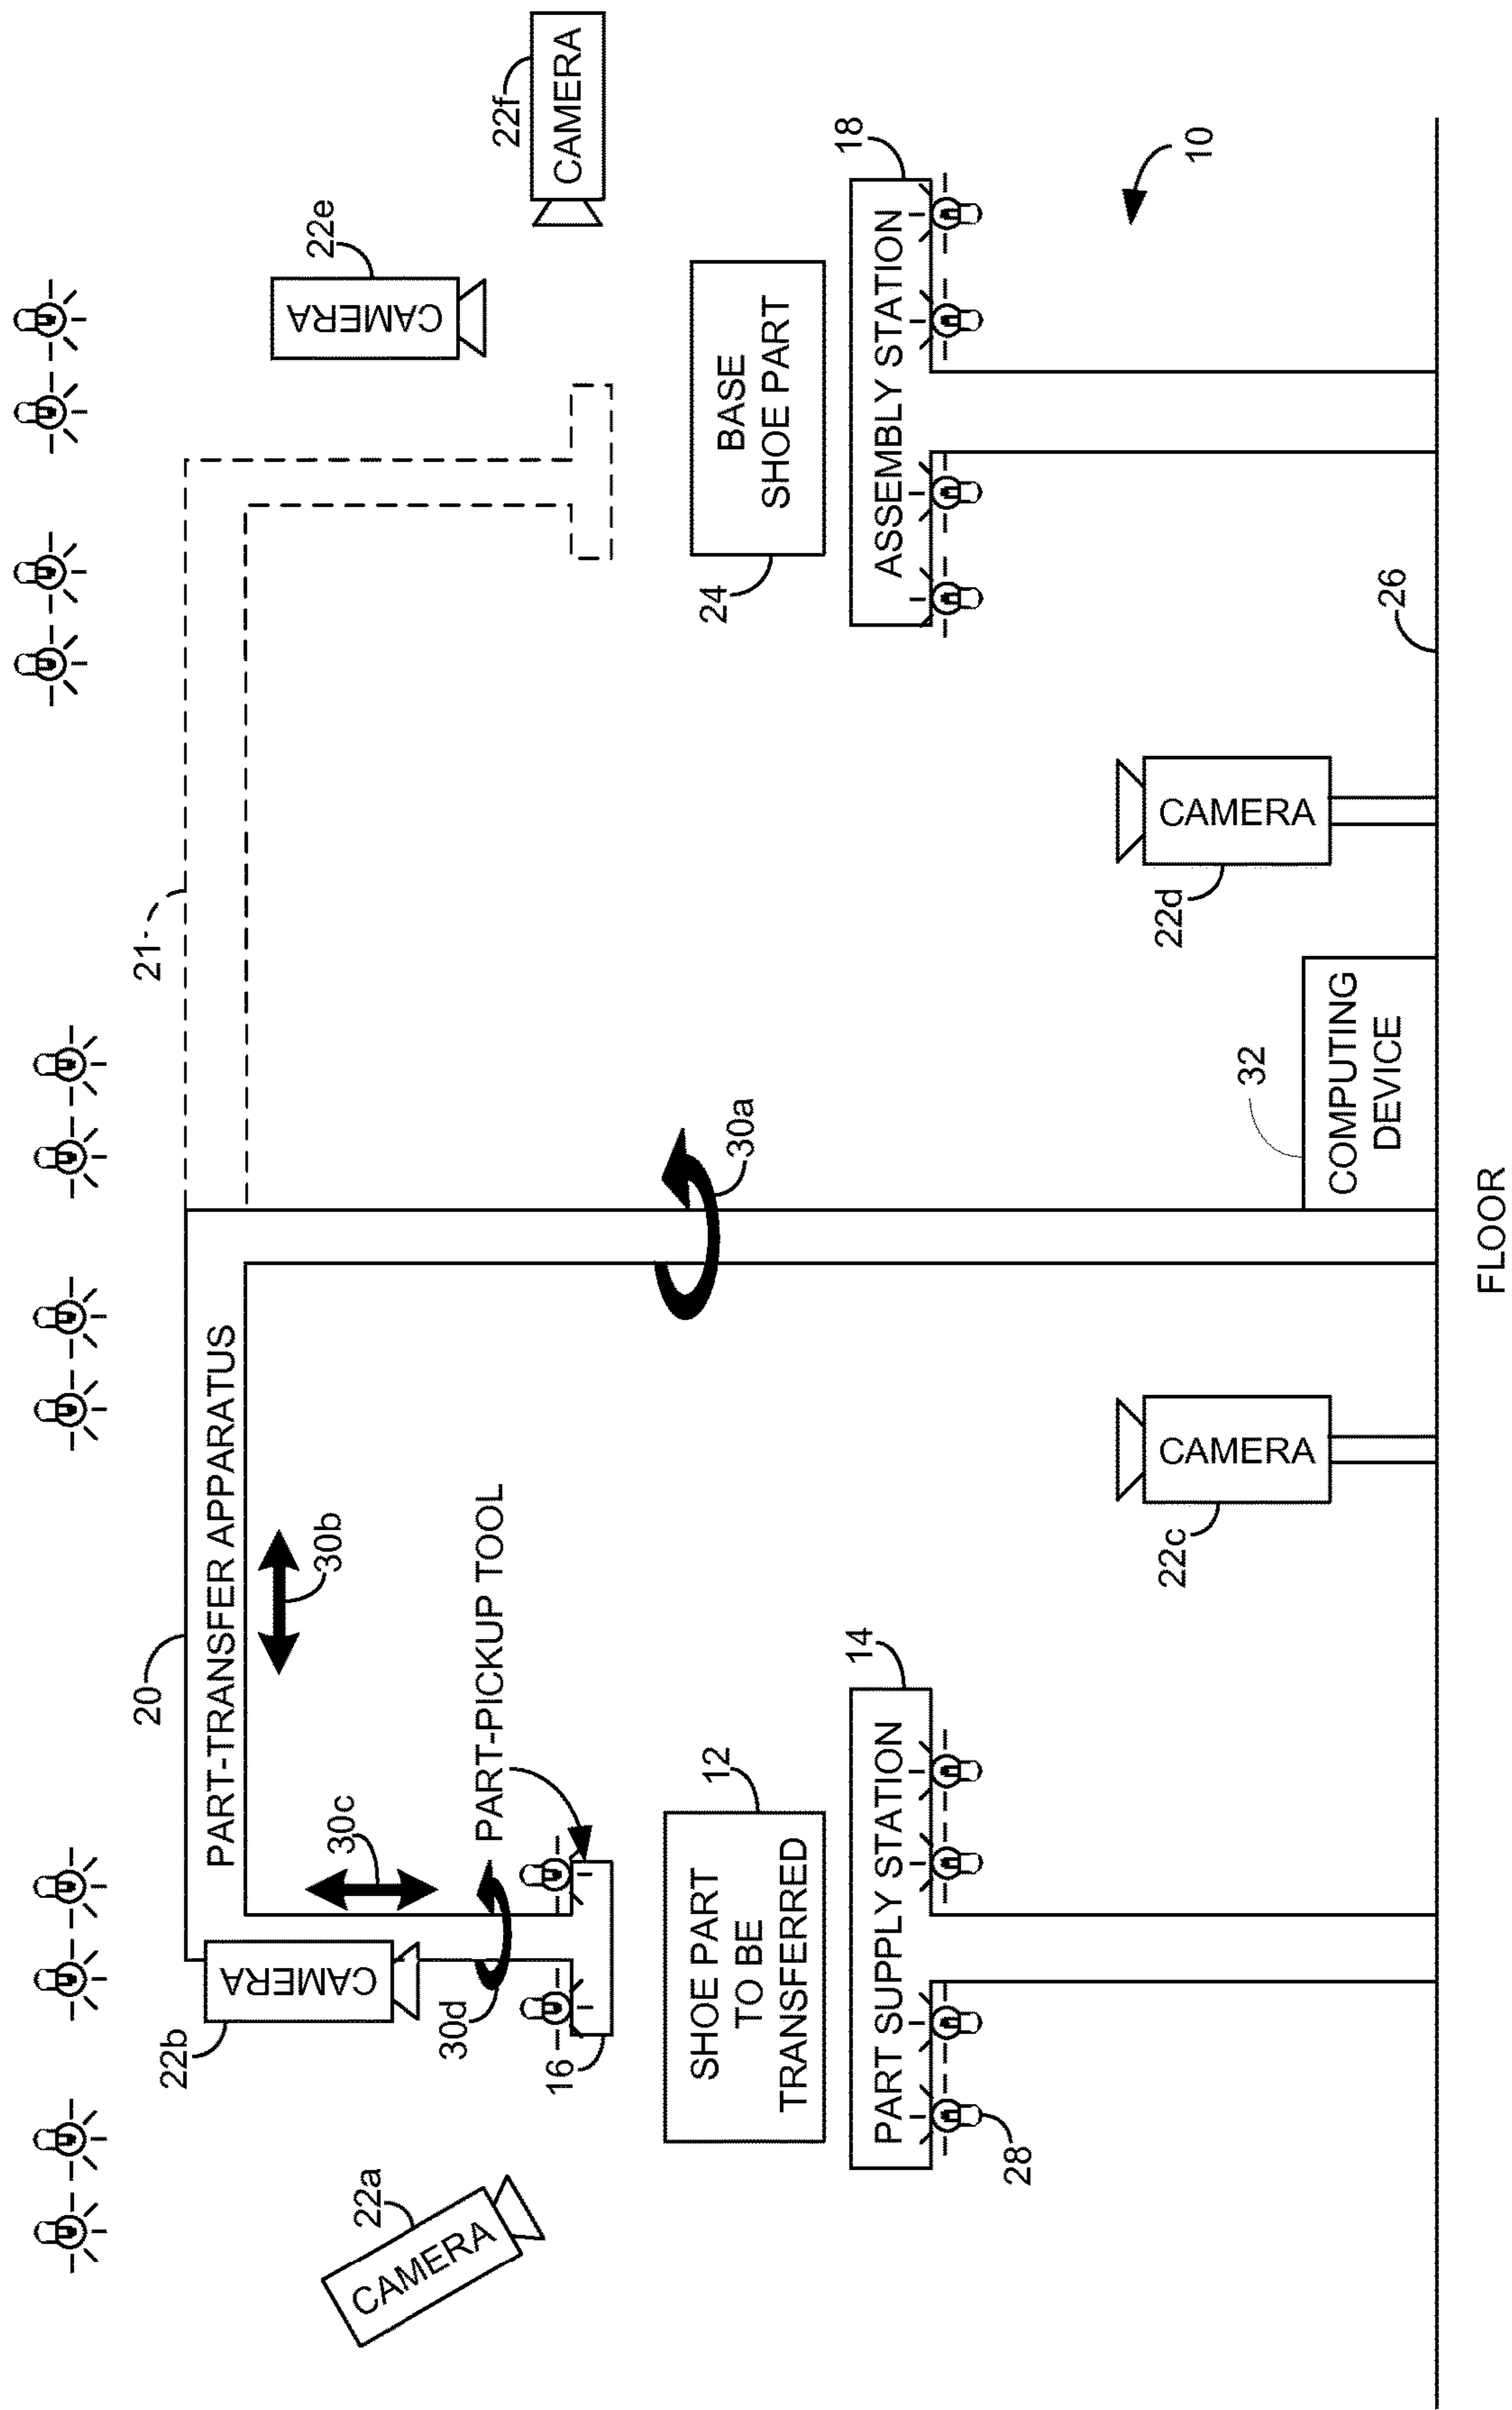 20
PART-TRANSFER APPARATUS
21
22a
CAMERA
22b
CAMERA
30c
30b
30d
16
PART-PICKUP TOOL
30a
22e
CAMERA
22f
CAMERA
12
SHOE PART
TO BE
TRANSFERRED
14
PART SUPPLY STATION
28
24
BASE
SHOE PART
18
ASSEMBLY STATION
10
22c
CAMERA
22d
CAMERA
32
COMPUTING
DEVICE
26
FLOOR